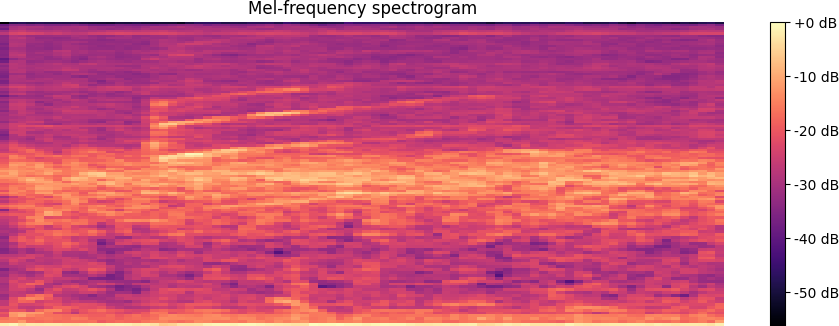 Mel-frequency spectrogram
+0 dB
-10 dB
-20 dB
-30 dB
-40 dB
-50 dB